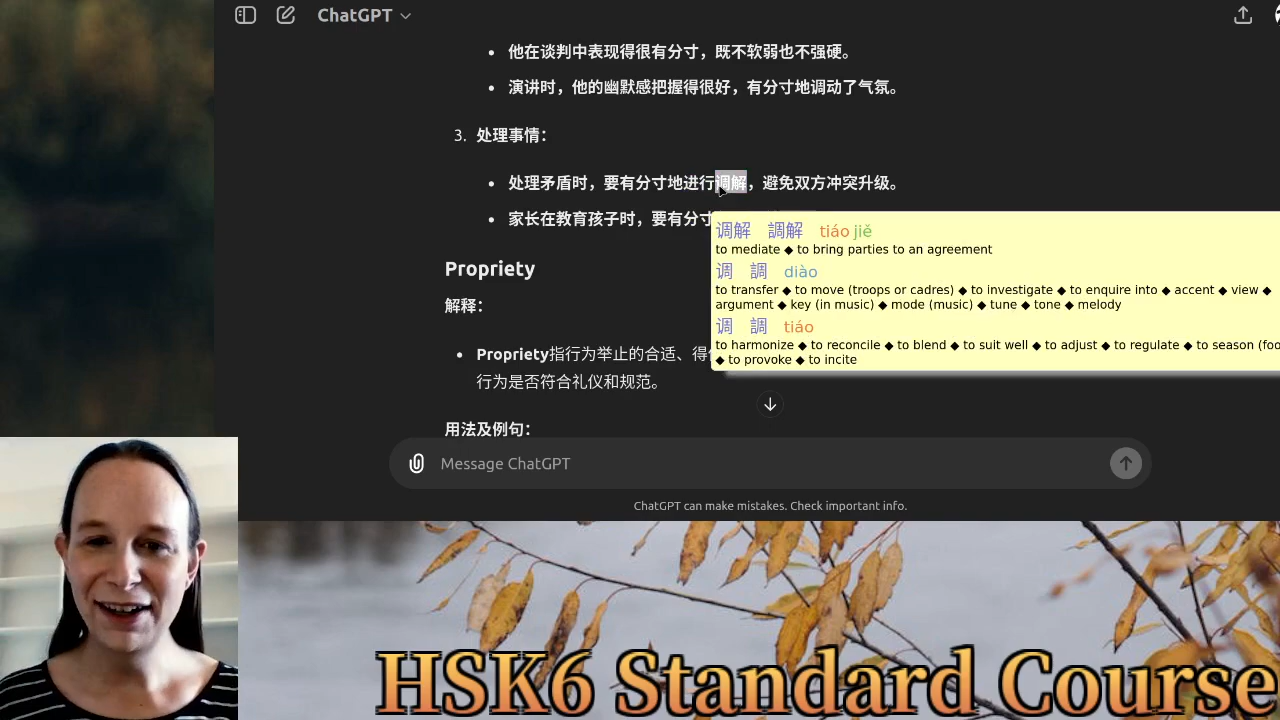 ChatGPT
他在谈判中表现得很有分寸，既不软弱也不强硬。
演讲时，他的幽默感把握得很好，有分寸地调动了气氛。
3. 处理事情：
处理矛盾时，要有分寸地进行调解，避免双方冲突升级。
家长在教育孩子时，要有分寸
调解 調解 tiáo jiě
to mediate ◆ to bring parties to an agreement
调 調 diào
to transfer ◆ to move (troops or cadres) ◆ to investigate ◆ to enquire into ◆ accent ◆ view ◆
argument ◆ key (in music) ◆ mode (music) ◆ tune ◆ tone ◆ melody
调 調 tiáo
to harmonize ◆ to reconcile ◆ to blend ◆ to suit well ◆ to adjust ◆ to regulate ◆ to season (foo
◆ to provoke ◆ to incite
Propriety
解释：
Propriety指行为举止的合适、得
行为是否符合礼仪和规范。
用法及例句：
Message ChatGPT
ChatGPT can make mistakes. Check important info.
HSK6 Standard Course